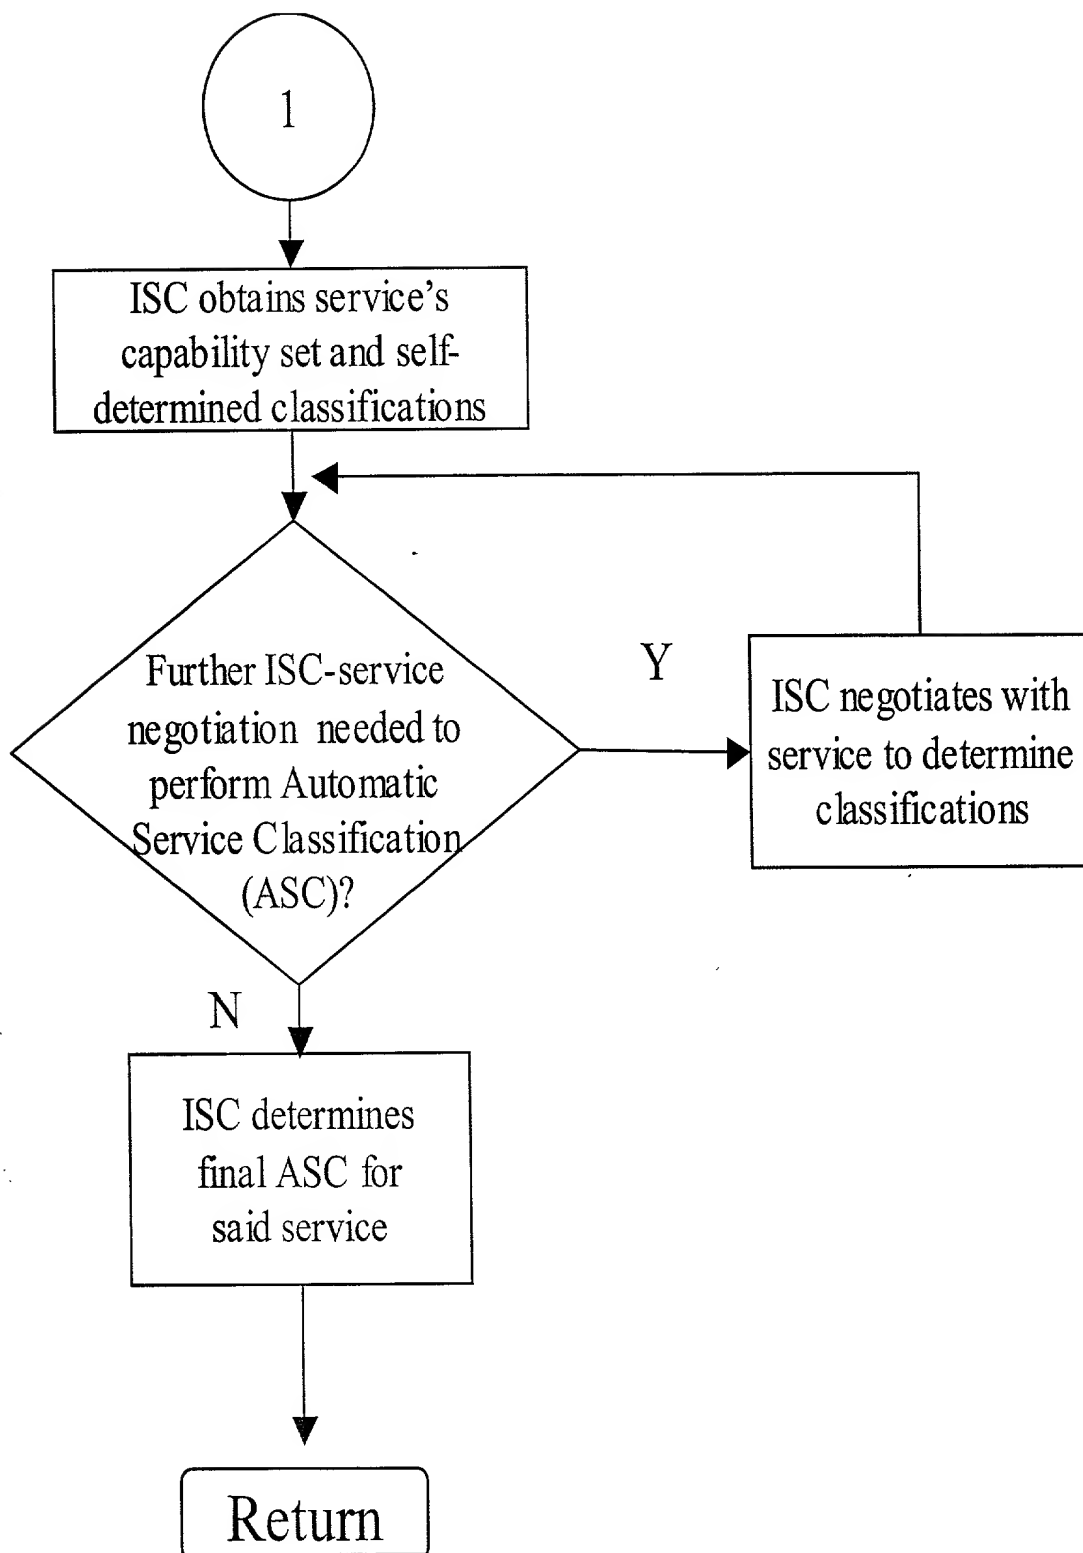 1
ISC obtains service's
capability set and self-
determined classifications
Further ISC-service
negotiation needed to
perform Automatic
Service Classification
(ASC)?
Y
ISC negotiates with
service to determine
classifications
N
ISC determines
final ASC for
said service
Return